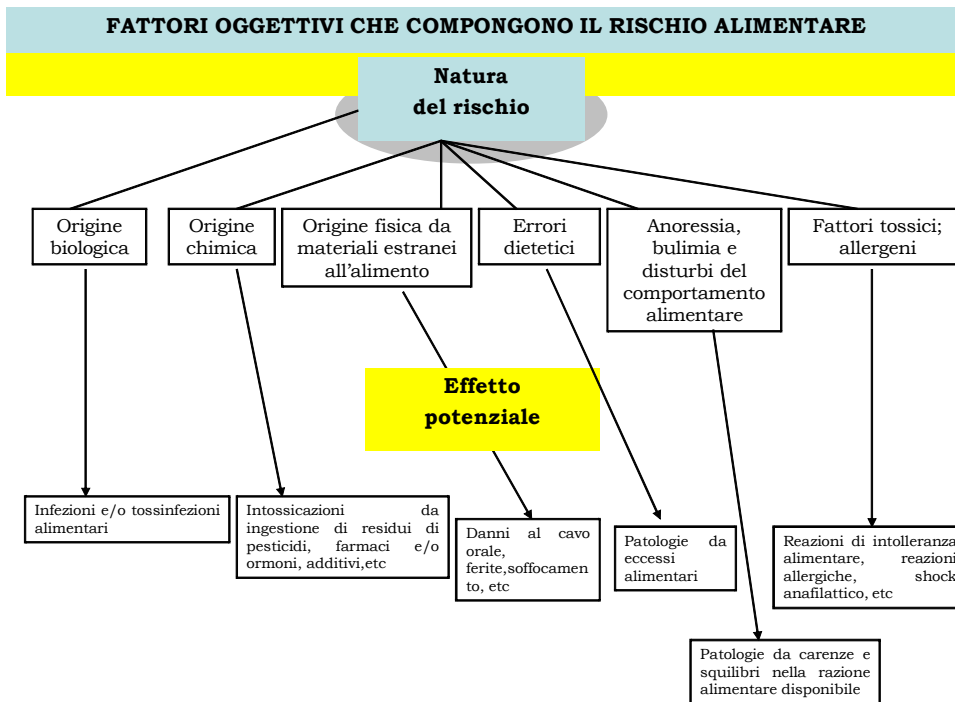 FATTORI OGGETTIVI CHE COMPONGONO IL RISCHIO ALIMENTARE
Natura
del rischio
Origine
biologica
Origine
chimica
Origine fisica da
materiali estranei
all’alimento
Errori
dietetici
Anoressia,
bulimia e
disturbi del
comportamento
alimentare
Fattori tossici;
allergeni
Effetto
potenziale
Infezioni e/o tossinfezioni
alimentari
Intossicazioni da
ingestione di residui di
pesticidi, farmaci e/o
ormoni, additivi,etc
Danni al cavo
orale,
ferite,soffocame
nto, etc
Patologie da
eccessi
alimentari
Reazioni di intolleranza
alimentare, reazioni
allergiche, shock
anafilattico, etc
Patologie da carenze e
squilibri nella razione
alimentare disponibile